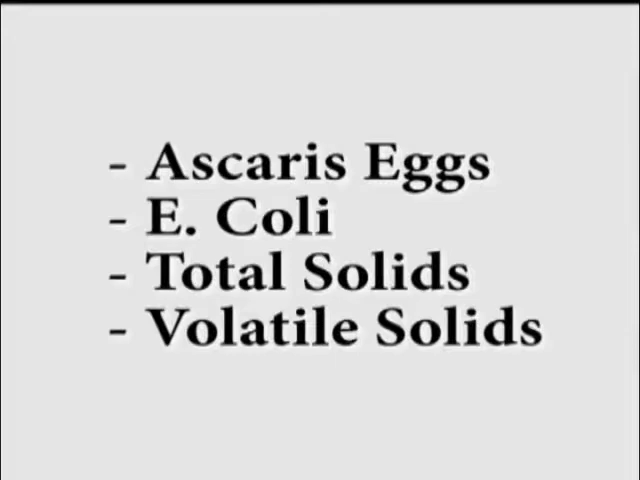 - Ascaris Eggs
- E. Coli
- Total Solids
- Volatile Solids